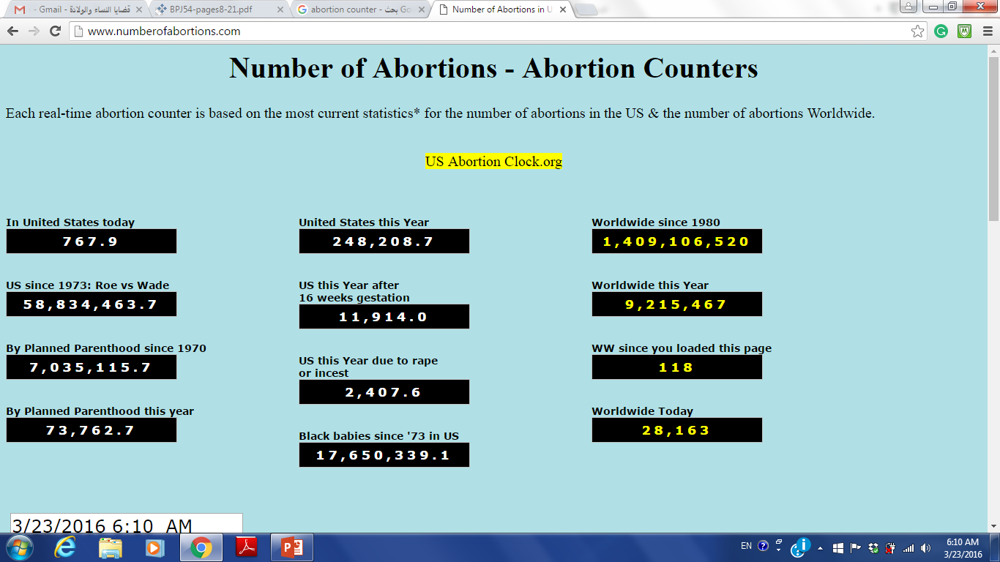 قضايا النساء والولادة - Gmail -
BPJ54-pages8-21.pdf
abortion counter - بحث Go
Number of Abortions in U
www.numberofabortions.com
Number of Abortions - Abortion Counters
Each real-time abortion counter is based on the most current statistics* for the number of abortions in the US & the number of abortions Worldwide.
US Abortion Clock.org
In United States today
767.9
US since 1973: Roe vs Wade
58,834,463.7
By Planned Parenthood since 1970
7,035,115.7
By Planned Parenthood this year
73,762.7
United States this Year
248,208.7
US this Year after
16 weeks gestation
11,914.0
US this Year due to rape
or incest
2,407.6
Black babies since '73 in US
17,650,339.1
Worldwide since 1980
1,409,106,520
Worldwide this Year
9,215,467
WW since you loaded this page
118
Worldwide Today
28,163
3/23/2016 6:10 AM
EN
6:10 AM
3/23/2016